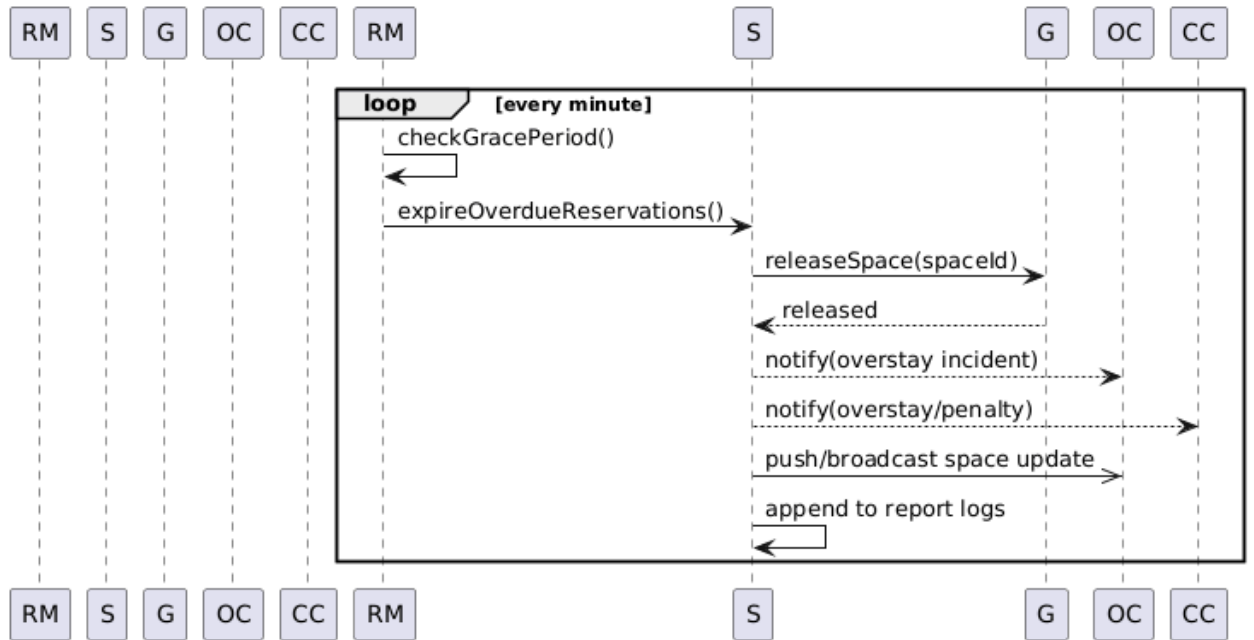 RM S G OC CC RM S G OC CC
loop [every minute]
checkGracePeriod()
expireOverdueReservations()
releaseSpace(spaceId)
released
notify(overstay incident)
notify(overstay/penalty)
push/broadcast space update
append to report logs
RM S G OC CC RM S G OC CC